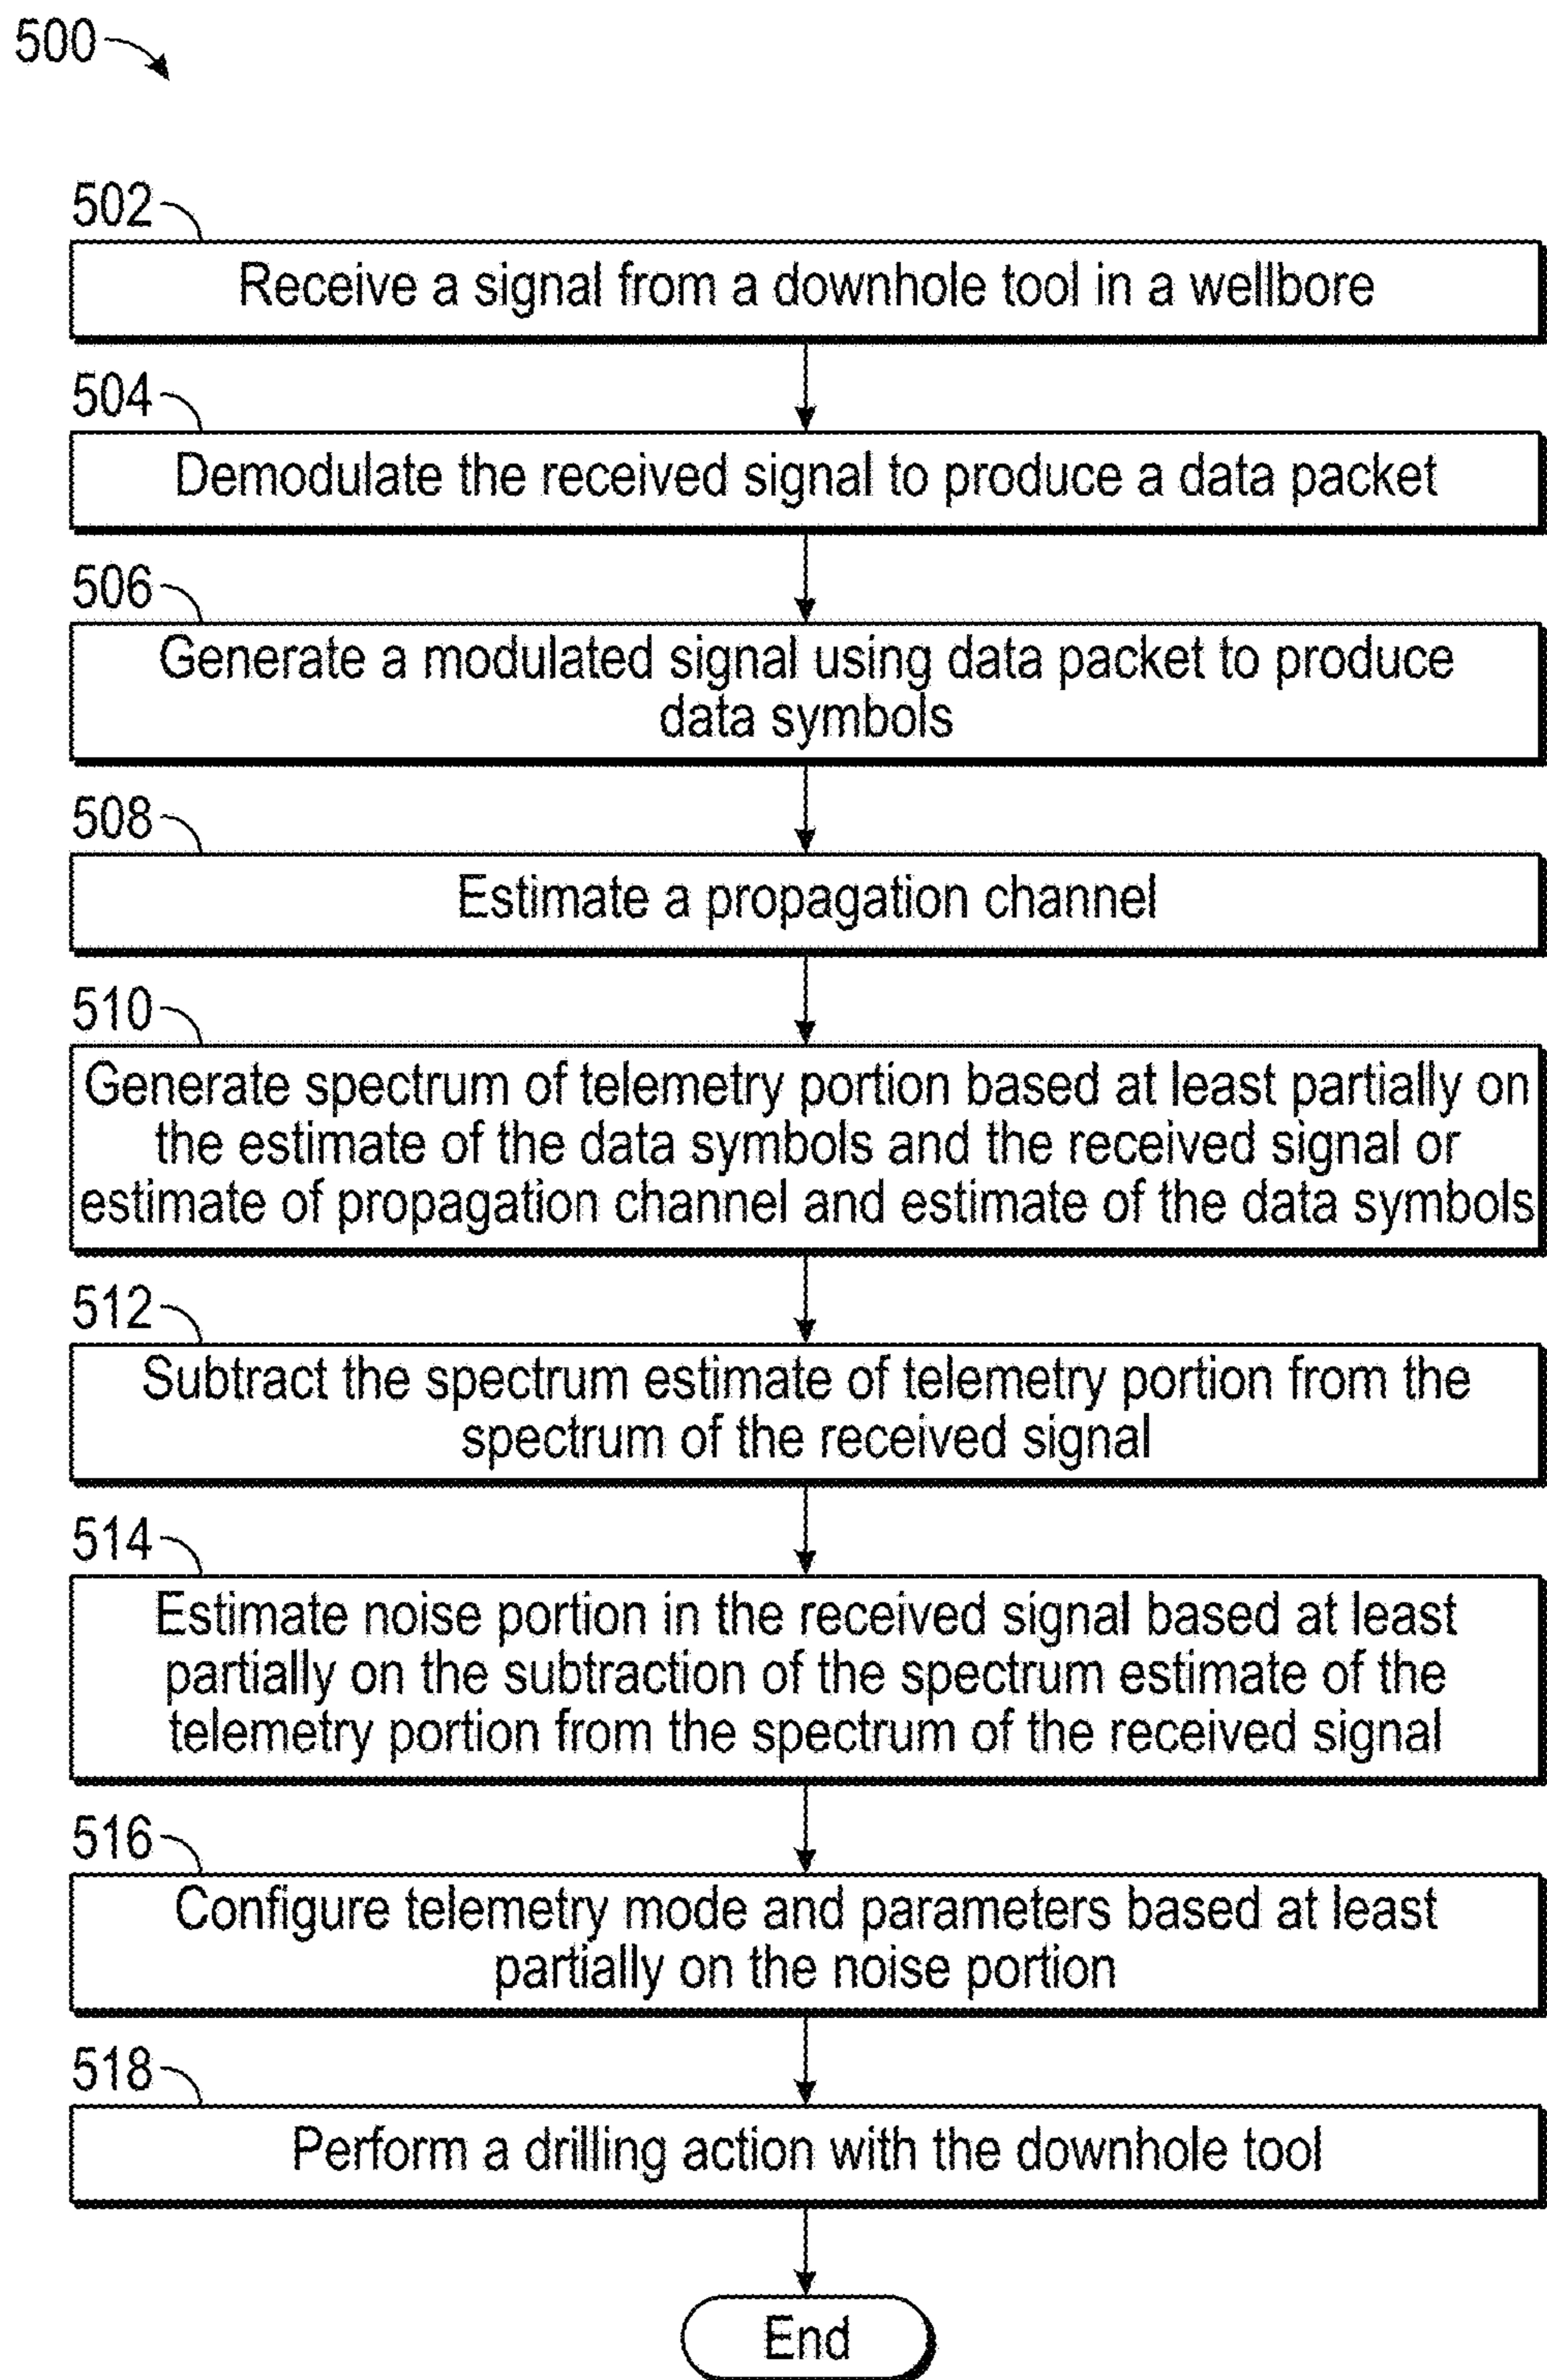 500
502
Receive a signal from a downhole tool in a wellbore
504
Demodulate the received signal to produce a data packet
506
Generate a modulated signal using data packet to produce
data symbols
508
Estimate a propagation channel
510
Generate spectrum of telemetry portion based at least partially on
the estimate of the data symbols and the received signal or
estimate of propagation channel and estimate of the data symbols
512
Subtract the spectrum estimate of telemetry portion from the
spectrum of the received signal
514
Estimate noise portion in the received signal based at least
partially on the subtraction of the spectrum estimate of the
telemetry portion from the spectrum of the received signal
516
Configure telemetry mode and parameters based at least
partially on the noise portion
518
Perform a drilling action with the downhole tool
End